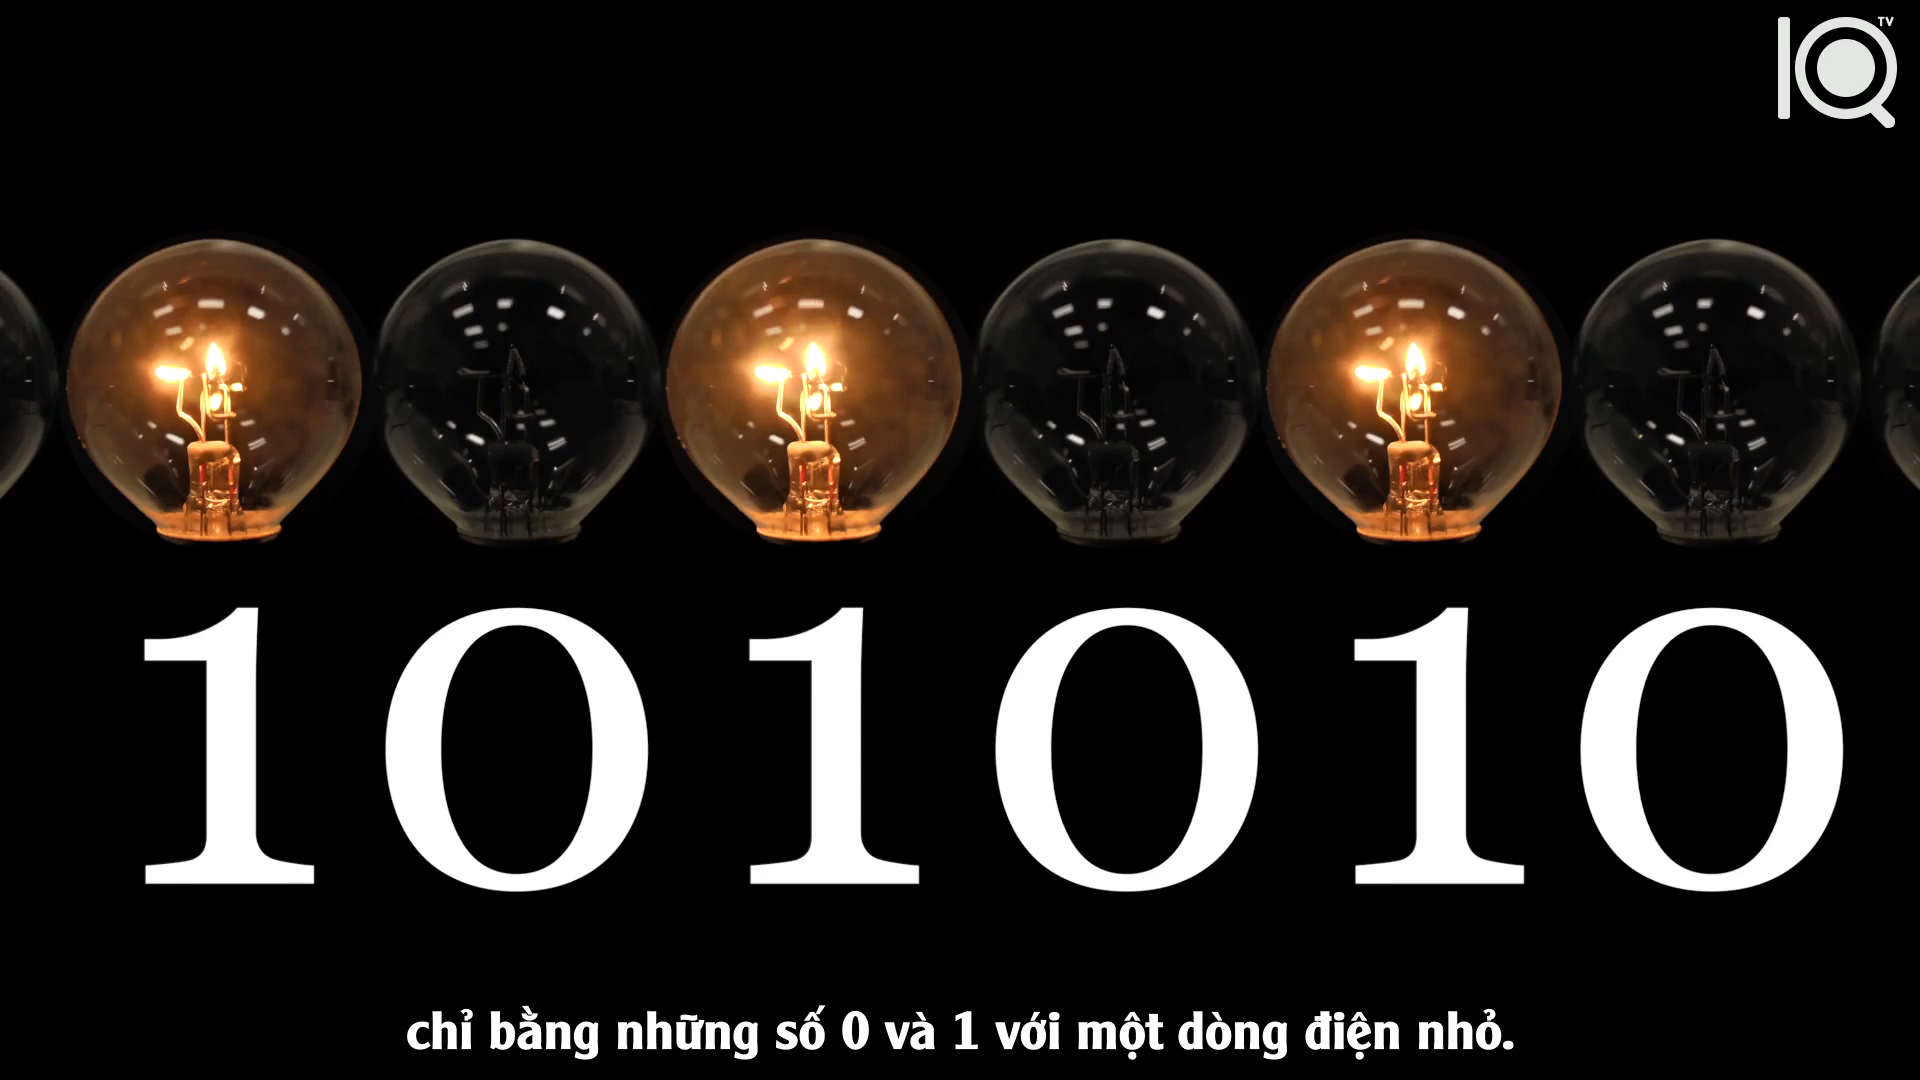 IQ TV
101010
chỉ bằng những số 0 và 1 với một dòng điện nhỏ.